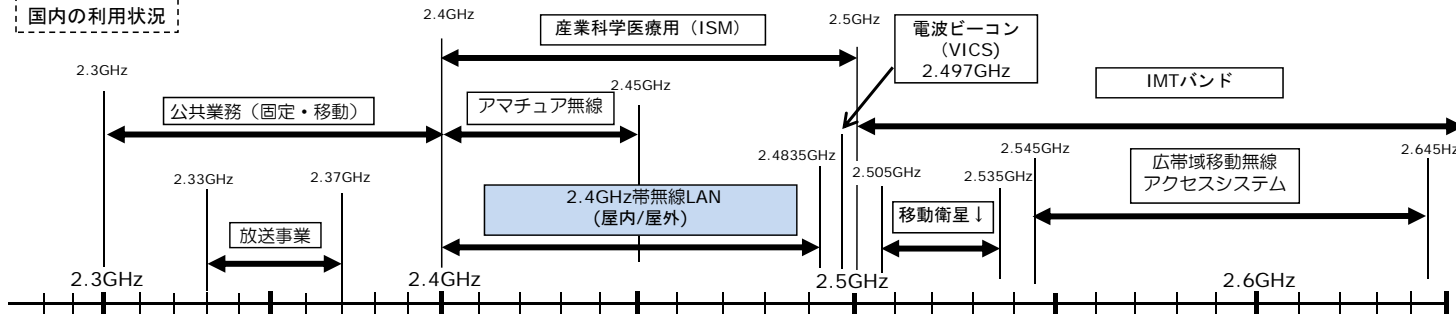 国内の利用状況
2.4GHz
産業科学医療用（ISM）
2.5GHz
電波ビーコン
（VICS)
2.497GHz
2.3GHz
2.45GHz
IMTバンド
公共業務（固定・移動）
アマチュア無線
2.4835GHz
2.545GHz
2.645Hz
2.33GHz
2.37GHz
2.505GHz
2.535GHz
広帯域移動無線
アクセスシステム
2.4GHz帯無線LAN
(屋内/屋外)
放送事業
移動衛星↓
2.3GHz
2.4GHz
2.5GHz
2.6GHz